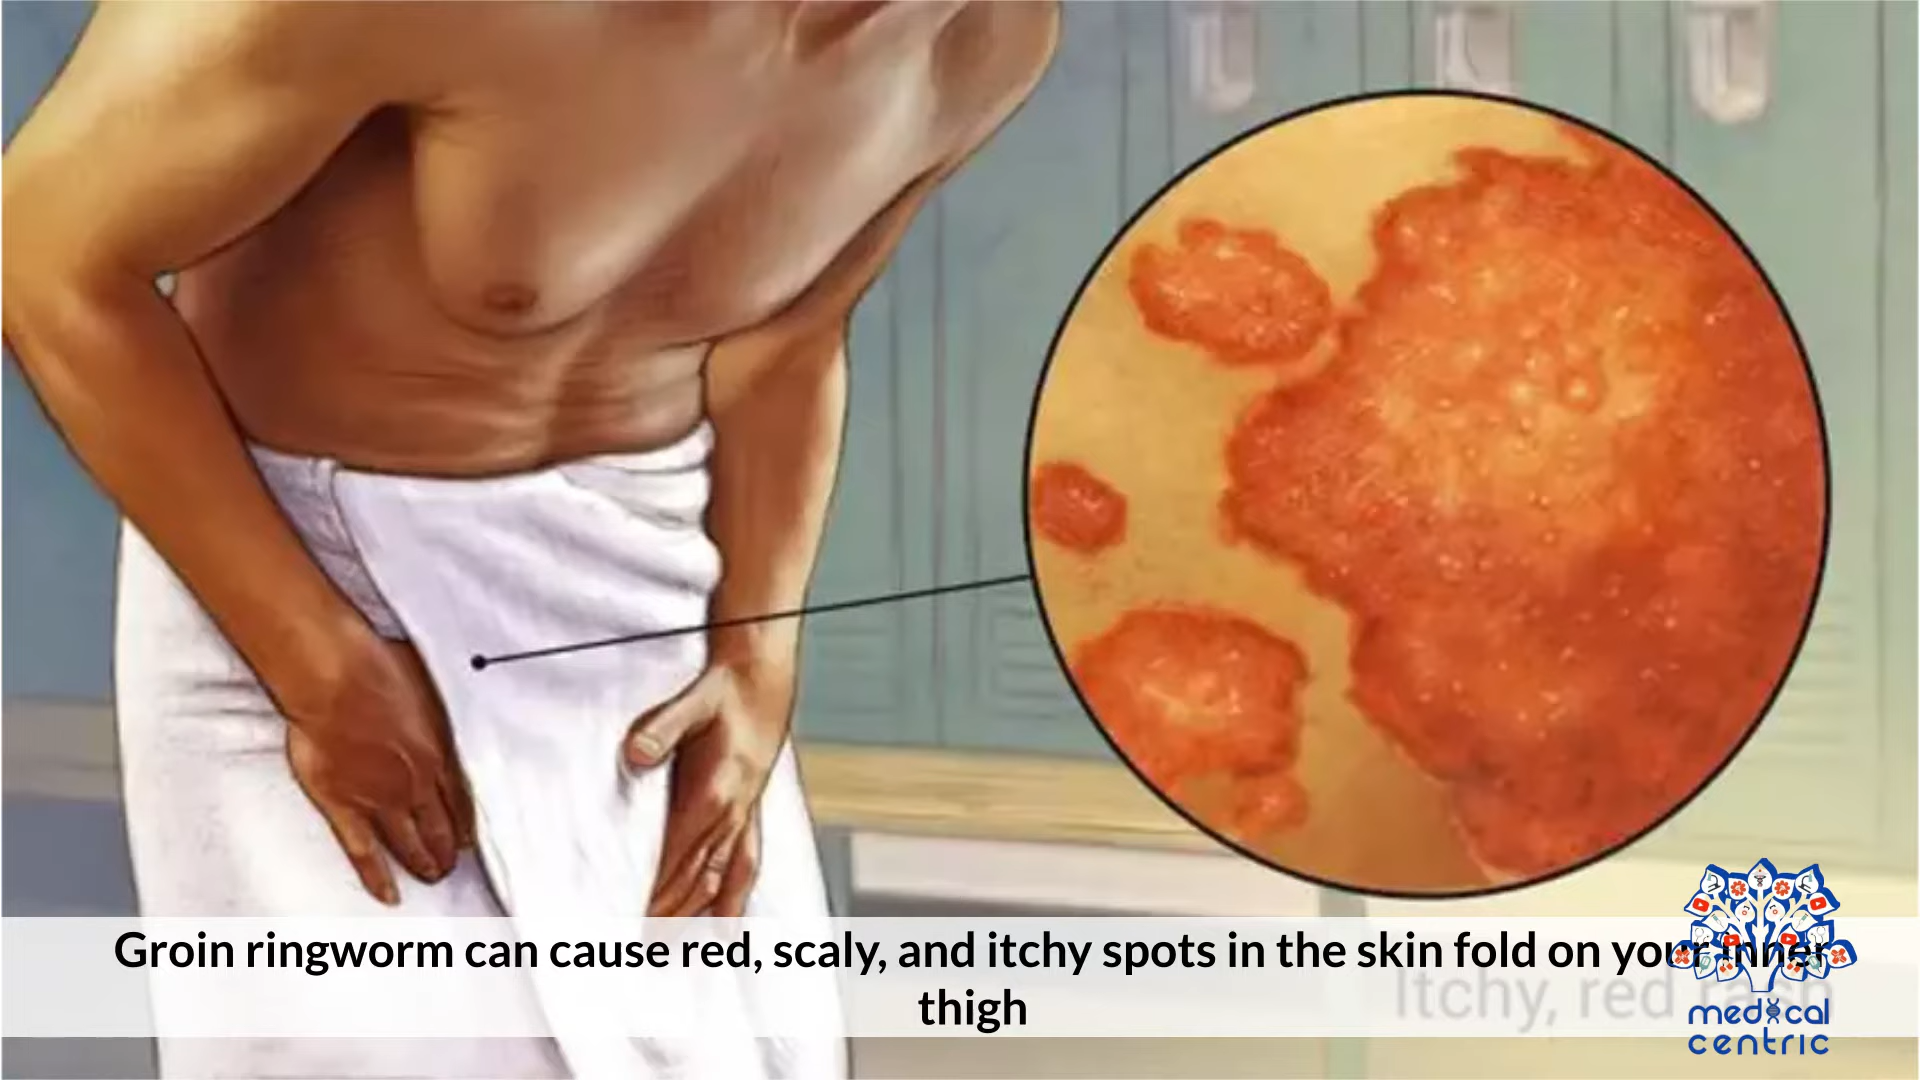 Groin ringworm can cause red, scaly, and itchy spots in the skin fold on your inner
thigh
Itchy, red rash
medical
centric